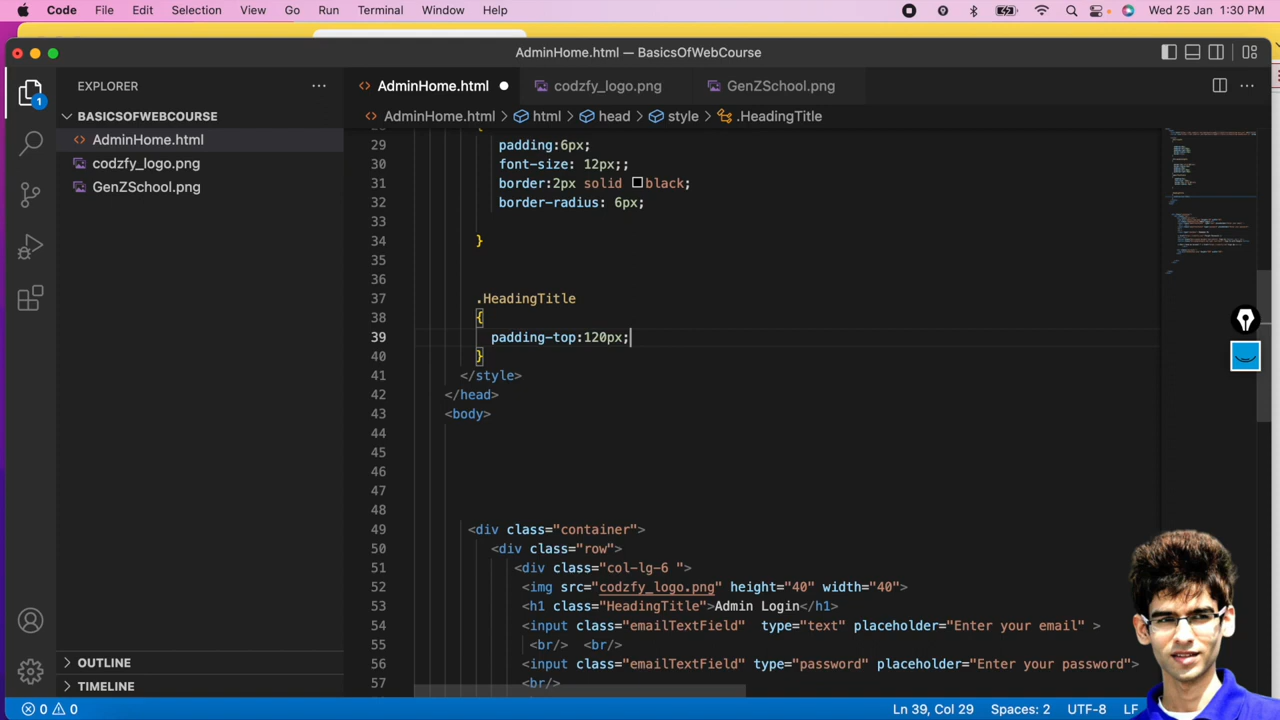 Code File Edit Selection View Go Run Terminal Window Help Wed 25 Jan 1:30 PM
AdminHome.html — BasicsOfWebCourse
EXPLORER
AdminHome.html codzfy_logo.png GenZSchool.png
BASICSOFWEBCOURSE
AdminHome.html > html > head > style > .HeadingTitle
1
AdminHome.html
codzfy_logo.png
GenZSchool.png
29 padding:6px;
30 font-size: 12px;;
31 border:2px solid black;
32 border-radius: 6px;
33
34 }
35
36
37 .HeadingTitle
38 {
39 padding-top:120px;
40 }
41 </style>
42 </head>
43 <body>
44
45
46
47
48
49 <div class="container">
50 <div class="row">
51 <div class="col-lg-6 ">
52 <img src="codzfy_logo.png" height="40" width="40">
53 <h1 class="HeadingTitle">Admin Login</h1>
54 <input class="emailTextField" type="text" placeholder="Enter your email" >
55 <br/> <br/>
56 <input class="emailTextField" type="password" placeholder="Enter your password">
57 <br/>
OUTLINE
TIMELINE
0 0 Ln 39, Col 29 Spaces: 2 UTF-8 LF